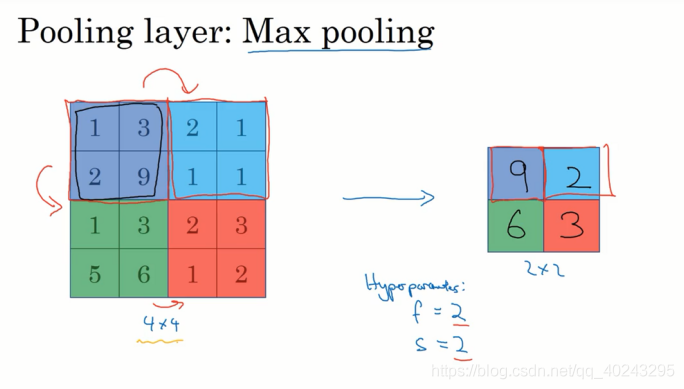 Pooling layer: Max pooling
1 3 2 1
2 9 1 1
1 3 2 3
5 6 1 2
4×4
9 2
6 3
2×2
Hyperparameters:
f = 2
s = 2
https://blog.csdn.net/qq_40243295